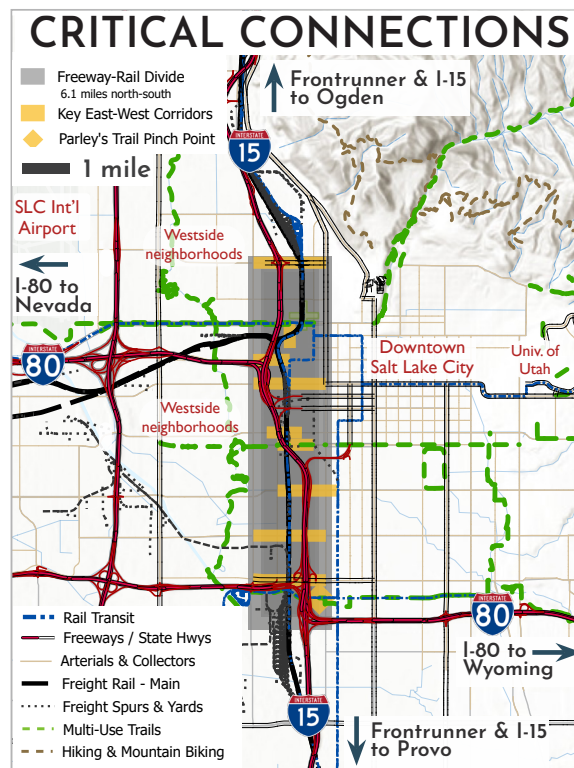 CRITICAL CONNECTIONS
Freeway-Rail Divide
6.1 miles north-south
Key East-West Corridors
Parley's Trail Pinch Point
1 mile
Frontrunner & I-15
to Ogden
INTERSTATE
15
SLC Int'l
Airport
Westside
neighborhoods
I-80 to
Nevada
INTERSTATE
80
Downtown
Salt Lake City
Univ. of
Utah
Westside
neighborhoods
INTERSTATE
80
I-80 to
Wyoming
Rail Transit
Freeways / State Hwys
Arterials & Collectors
Freight Rail - Main
Freight Spurs & Yards
Multi-Use Trails
Hiking & Mountain Biking
INTERSTATE
15
Frontrunner & I-15
to Provo